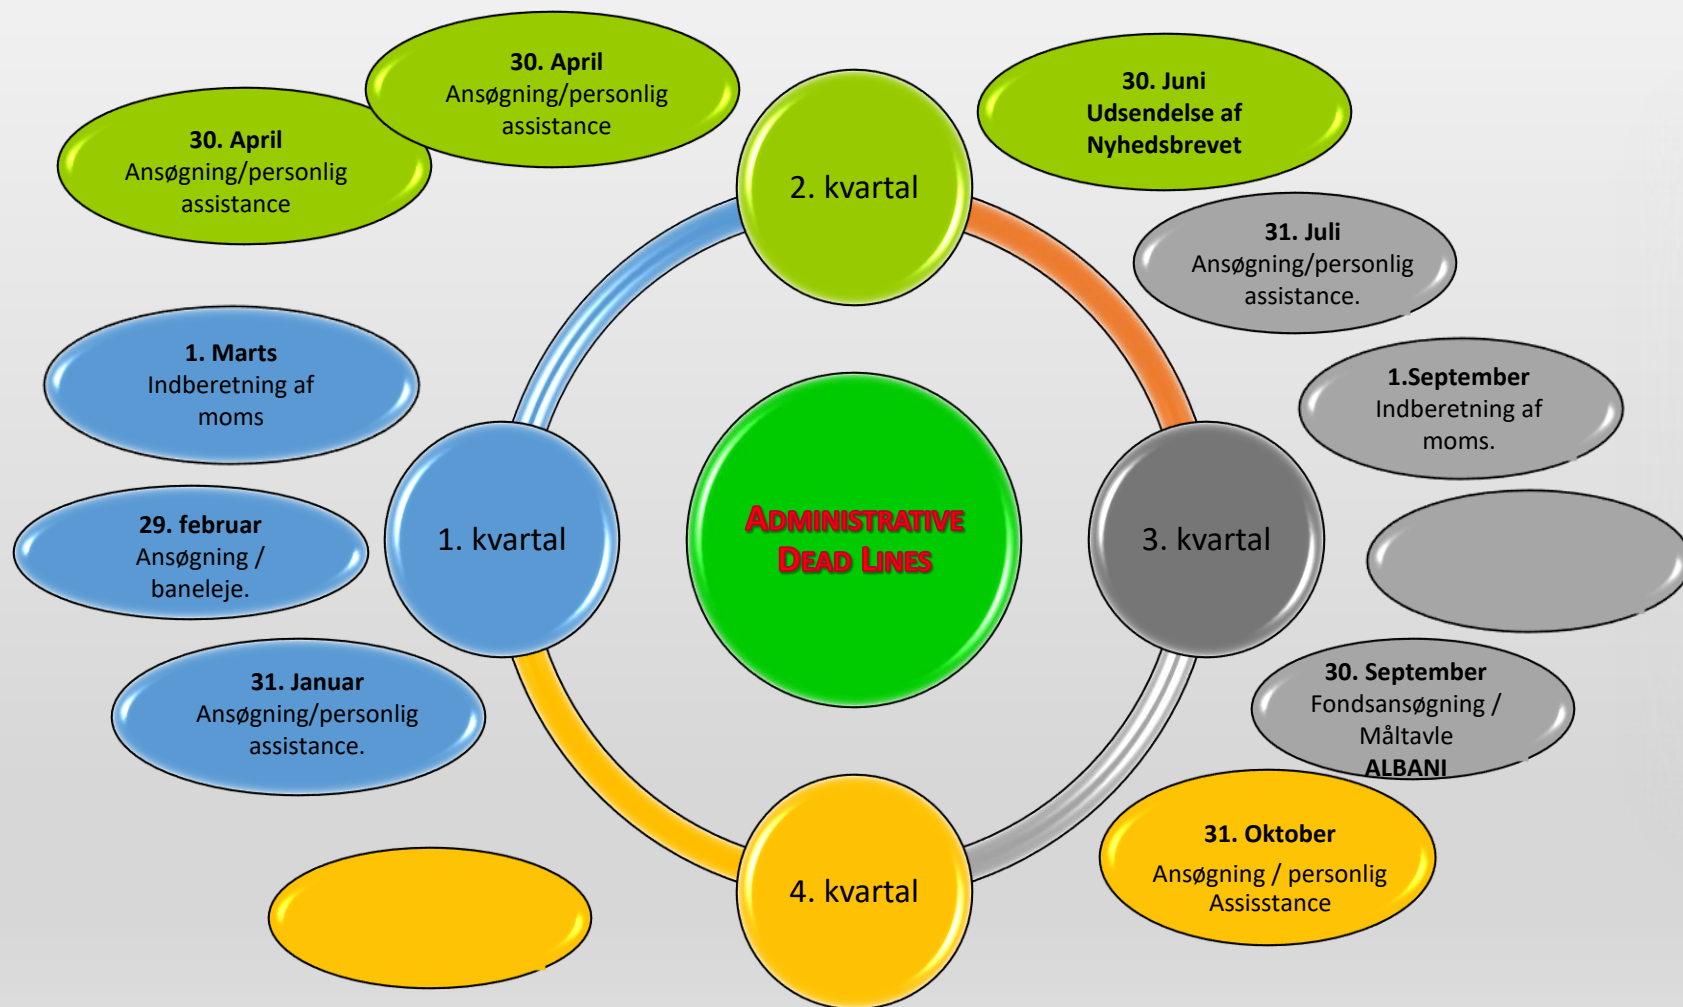 30. April
Ansøgning/personlig
assistance
30. April
Ansøgning/personlig
assistance
30. Juni
Udsendelse af
Nyhedsbrevet
2. kvartal
31. Juli
Ansøgning/personlig
assistance.
1. Marts
Indberetning af
moms
1.September
Indberetning af
moms.
29. februar
Ansøgning /
baneleje.
1. kvartal
ADMINISTRATIVE
DEAD LINES
3. kvartal
31. Januar
Ansøgning/personlig
assistance.
30. September
Fondsansøgning /
Måltavle
ALBANI
4. kvartal
31. Oktober
Ansøgning / personlig
Assisstance